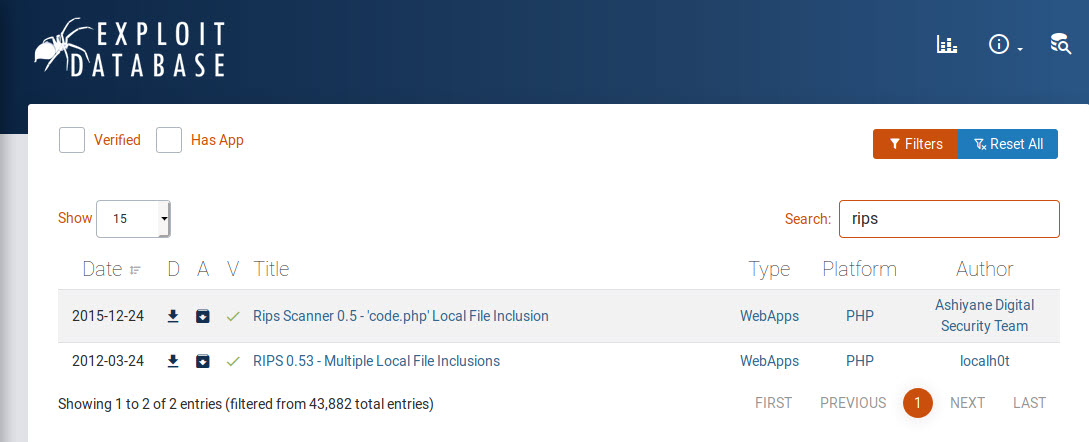 EXPLOIT
DATABASE
Verified Has App Filters Reset All
Show 15 Search: rips
Date D A V Title Type Platform Author
2015-12-24 Rips Scanner 0.5 - 'code.php' Local File Inclusion WebApps PHP Ashiyane Digital
Security Team
2012-03-24 RIPS 0.53 - Multiple Local File Inclusions WebApps PHP localh0t
Showing 1 to 2 of 2 entries (filtered from 43,882 total entries) FIRST PREVIOUS 1 NEXT LAST